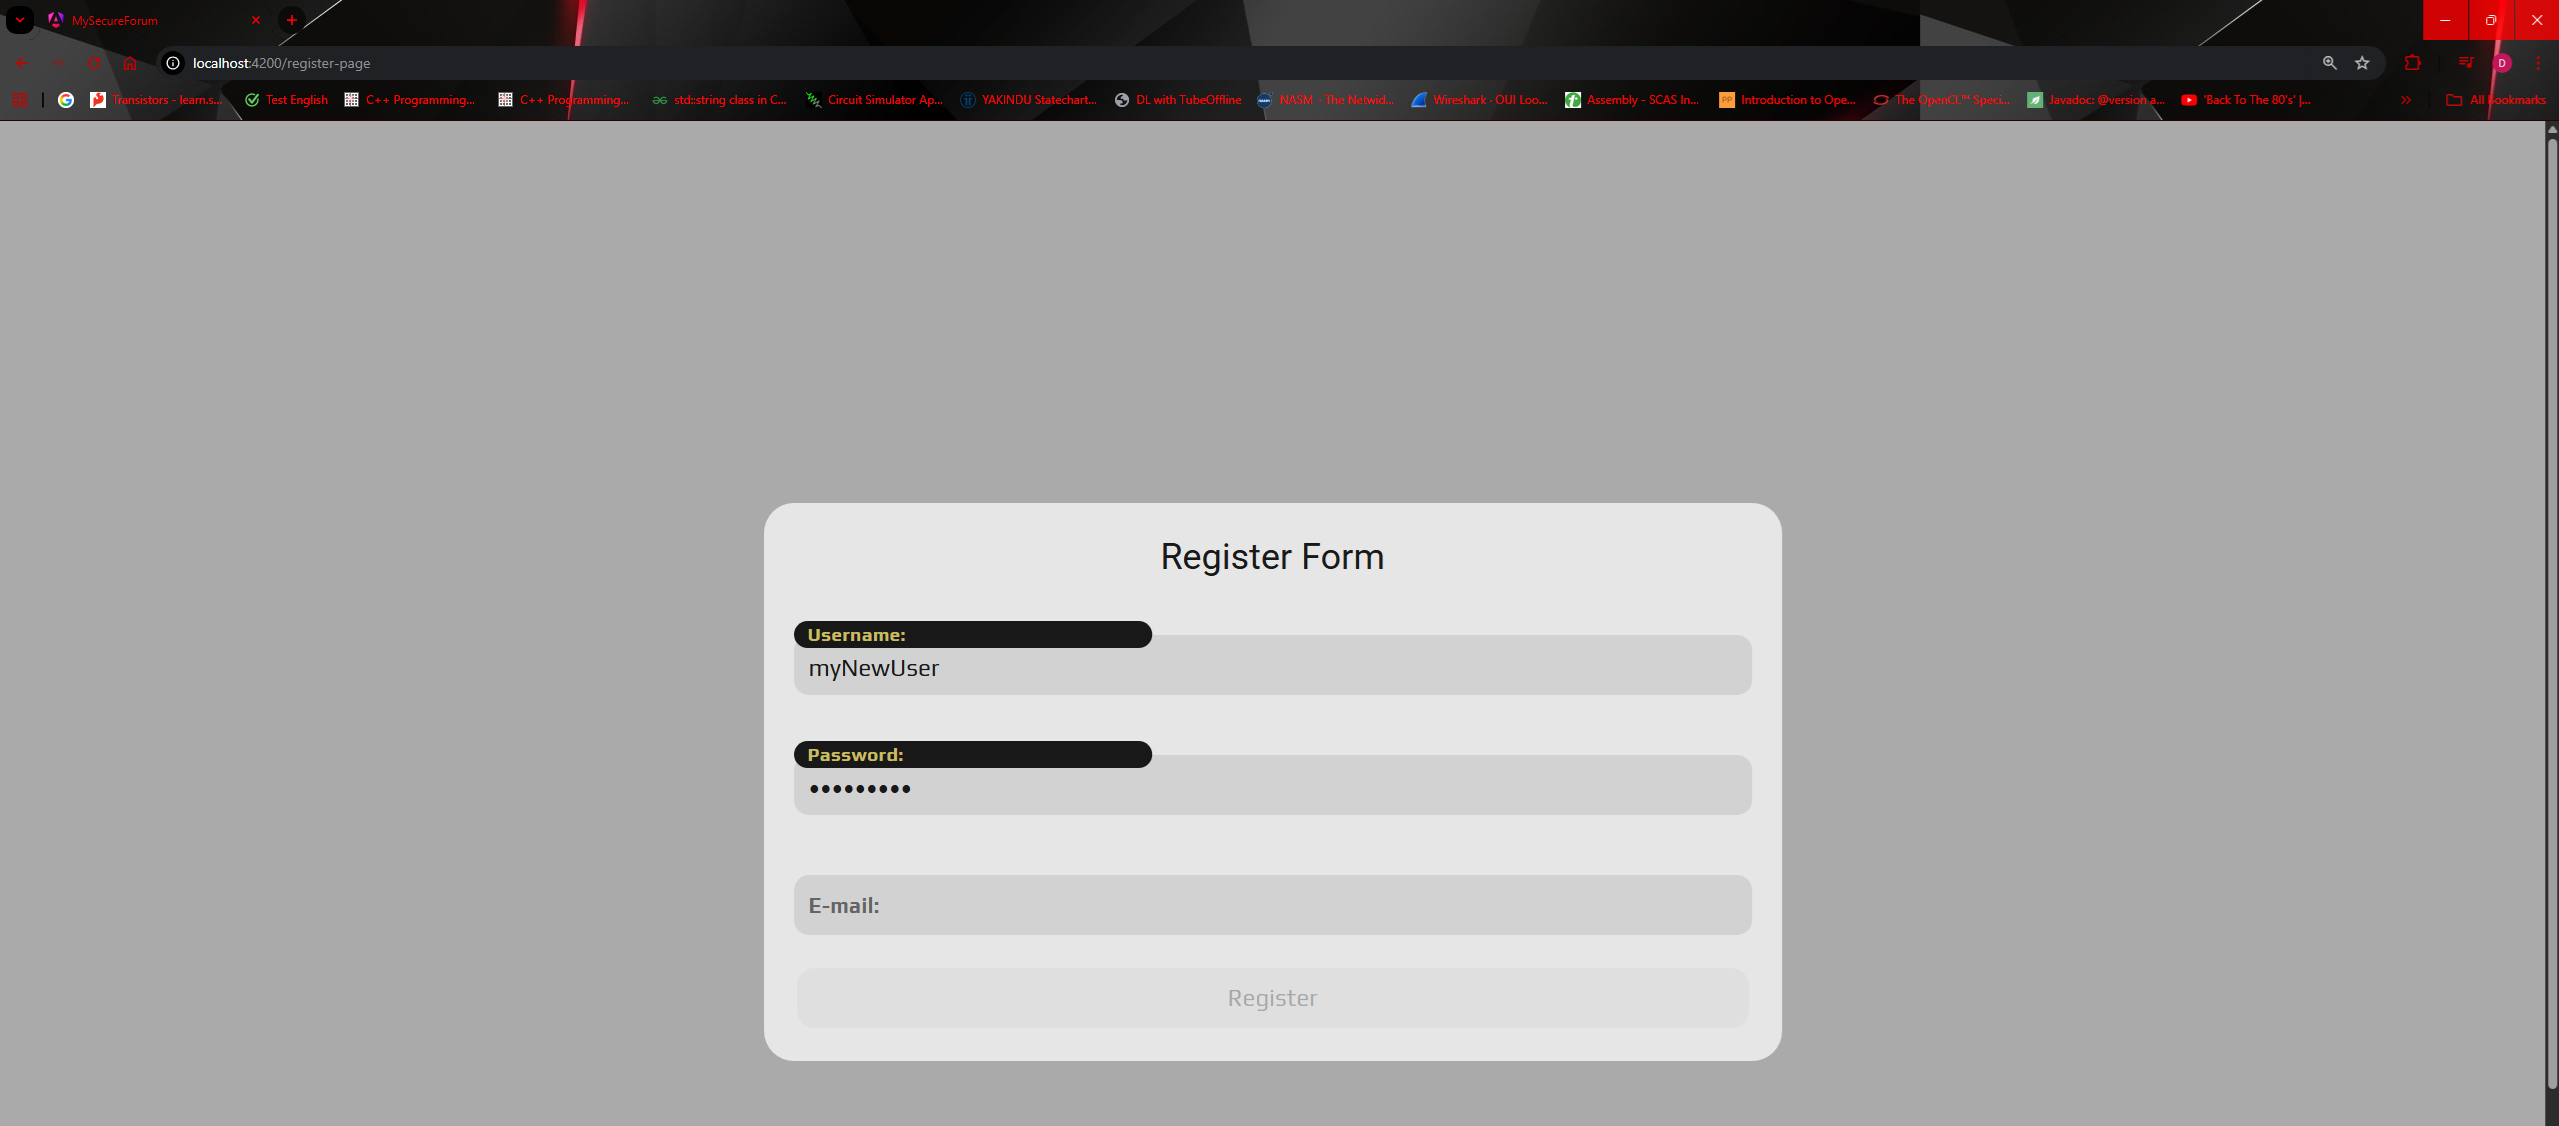 MySecureForum
localhost:4200/register-page
D
Transistors - learn.s...
Test English
C++ Programming...
C++ Programming...
std::string class in C...
Circuit Simulator Ap...
YAKINDU Statechart...
DL with TubeOffline
NASM - The Netwid...
Wireshark - OUI Loo...
Assembly - SCAS In...
PP
Introduction to Ope...
The OpenCL™ Speci...
Javadoc: @version a...
'Back To The 80's' |...
All Bookmarks
Register Form
Username:
myNewUser
Password:
•••••••••
E-mail:
Register